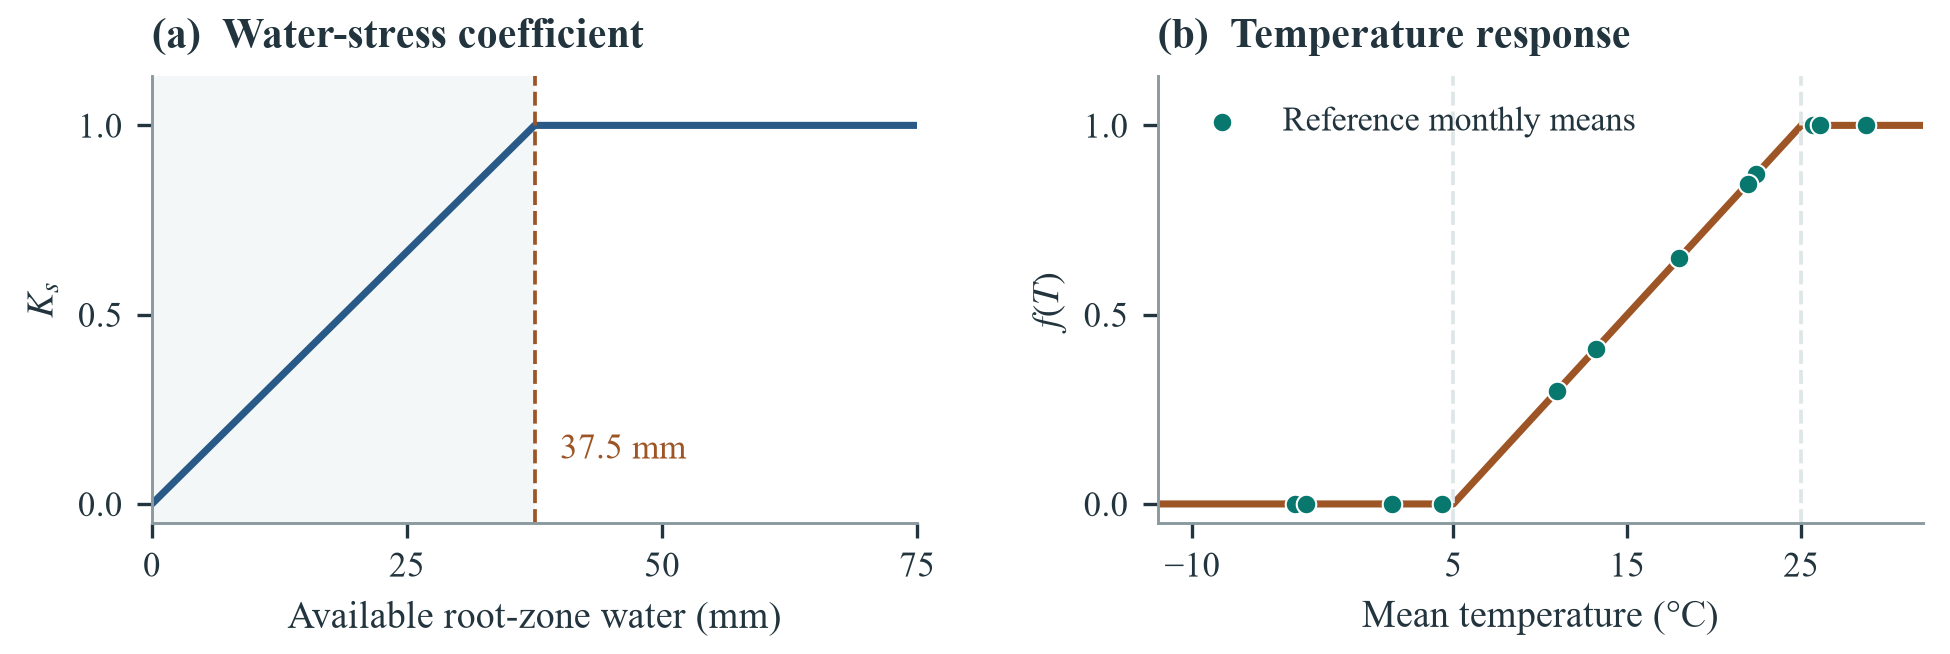 (a) Water-stress coefficient
1.0
0.5
0.0
Ks
37.5 mm
0 25 50 75
Available root-zone water (mm)
(b) Temperature response
Reference monthly means
1.0
0.5
0.0
f(T)
−10 5 15 25
Mean temperature (°C)